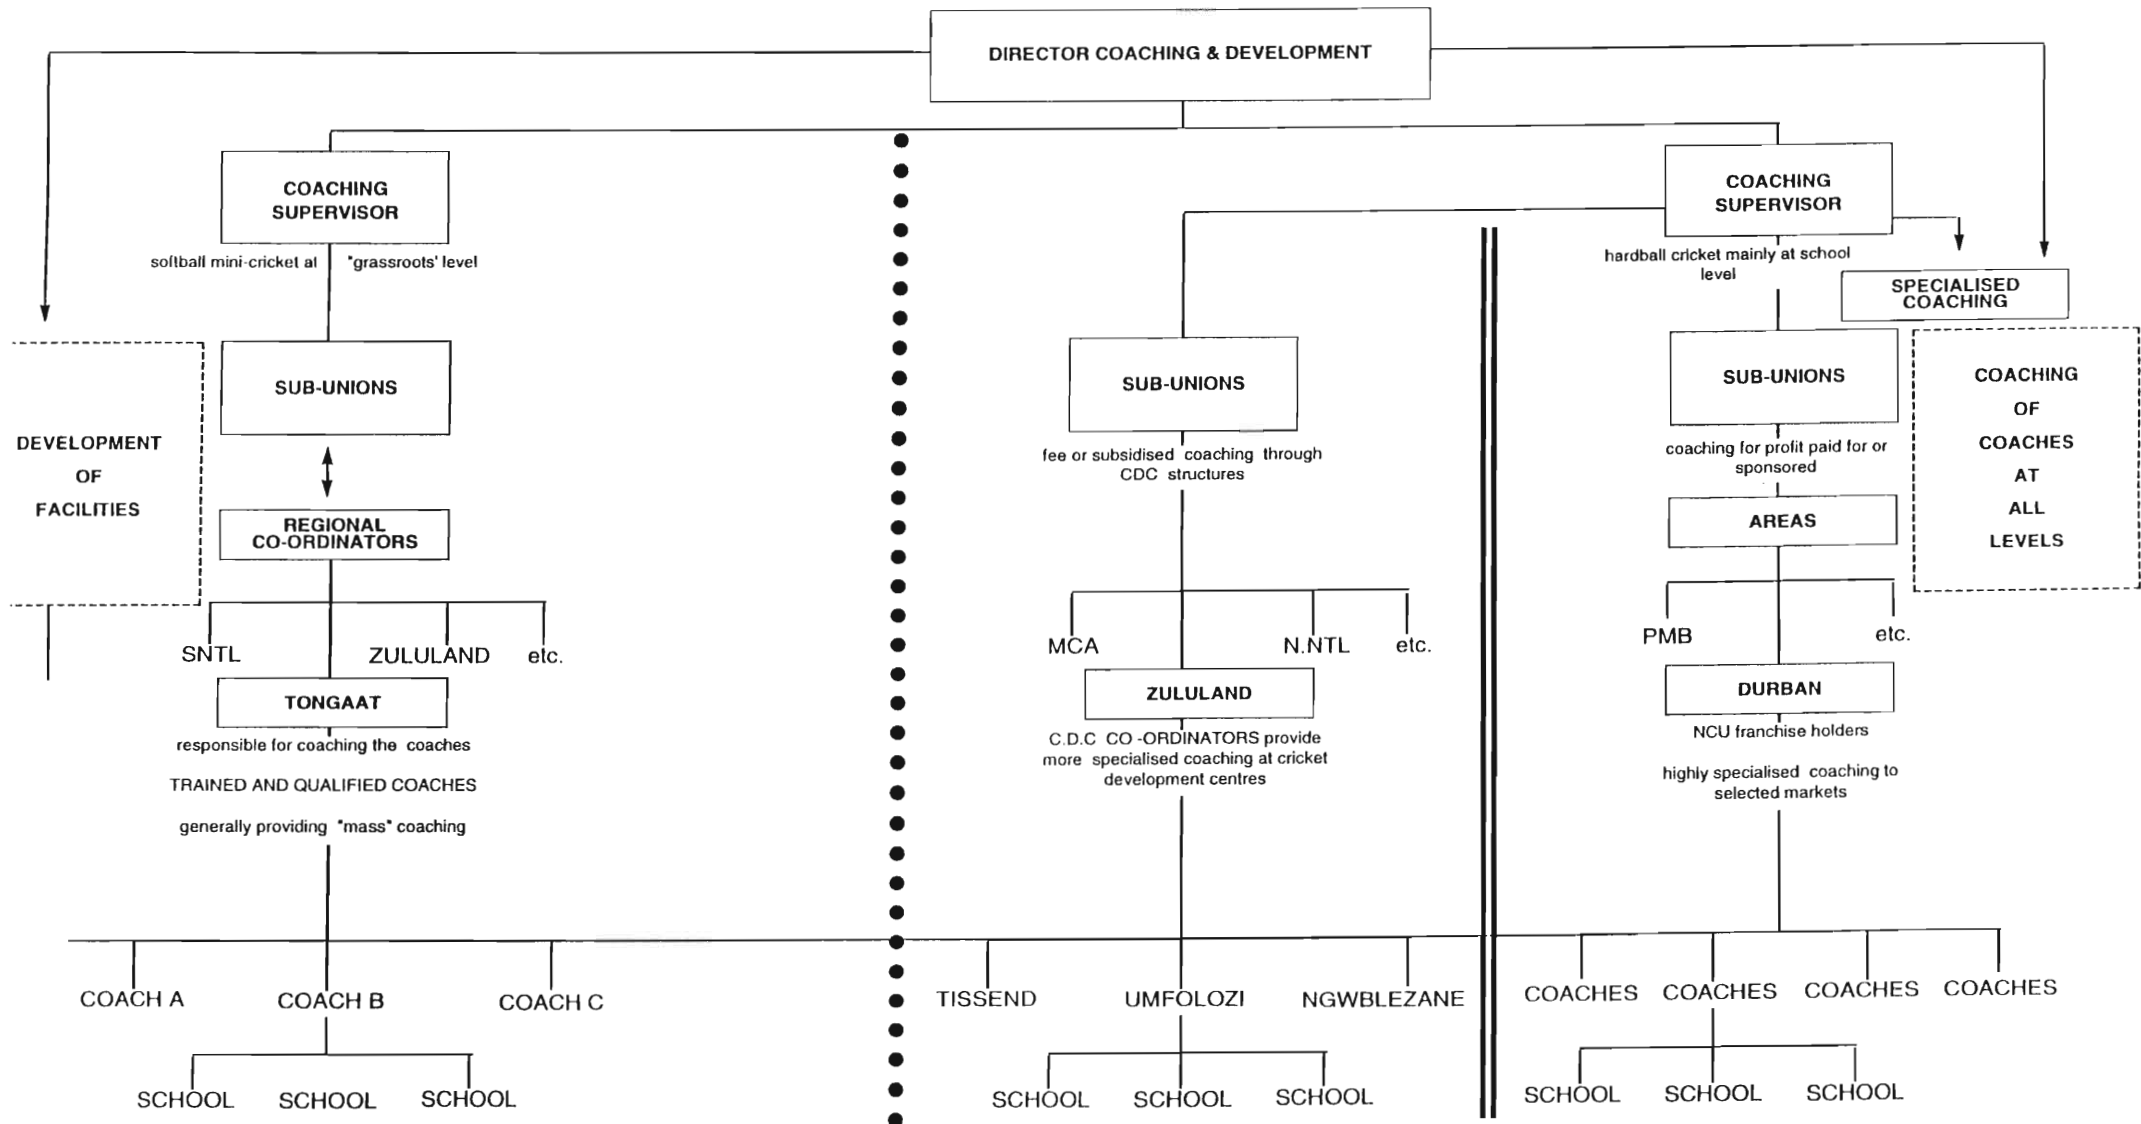 DIRECTOR COACHING & DEVELOPMENT
COACHING
SUPERVISOR
softball mini-cricket al "grassroots' level
SUB-UNIONS
DEVELOPMENT
OF
FACILITIES
REGIONAL
CO-ORDINATORS
SNTL
ZULULAND
etc.
TONGAAT
responsible for coaching the coaches
TRAINED AND QUALIFIED COACHES
generally providing "mass" coaching
COACH A
COACH B
COACH C
SCHOOL
SCHOOL
SCHOOL
SUB-UNIONS
fee or subsidised coaching through
CDC structures
MCA
N.NTL
etc.
ZULULAND
C.D.C CO -ORDINATORS provide
more specialised coaching at cricket
development centres
TISSEND
UMFOLOZI
NGWBLEZANE
SCHOOL
SCHOOL
SCHOOL
COACHING
SUPERVISOR
hardball cricket mainly at school
level
SPECIALISED
COACHING
SUB-UNIONS
coaching for profit paid for or
sponsored
AREAS
PMB
etc.
DURBAN
NCU franchise holders
highly specialised coaching to
selected markets
COACHES
COACHES
COACHES
COACHES
SCHOOL
SCHOOL
SCHOOL
COACHING
OF
COACHES
AT
ALL
LEVELS